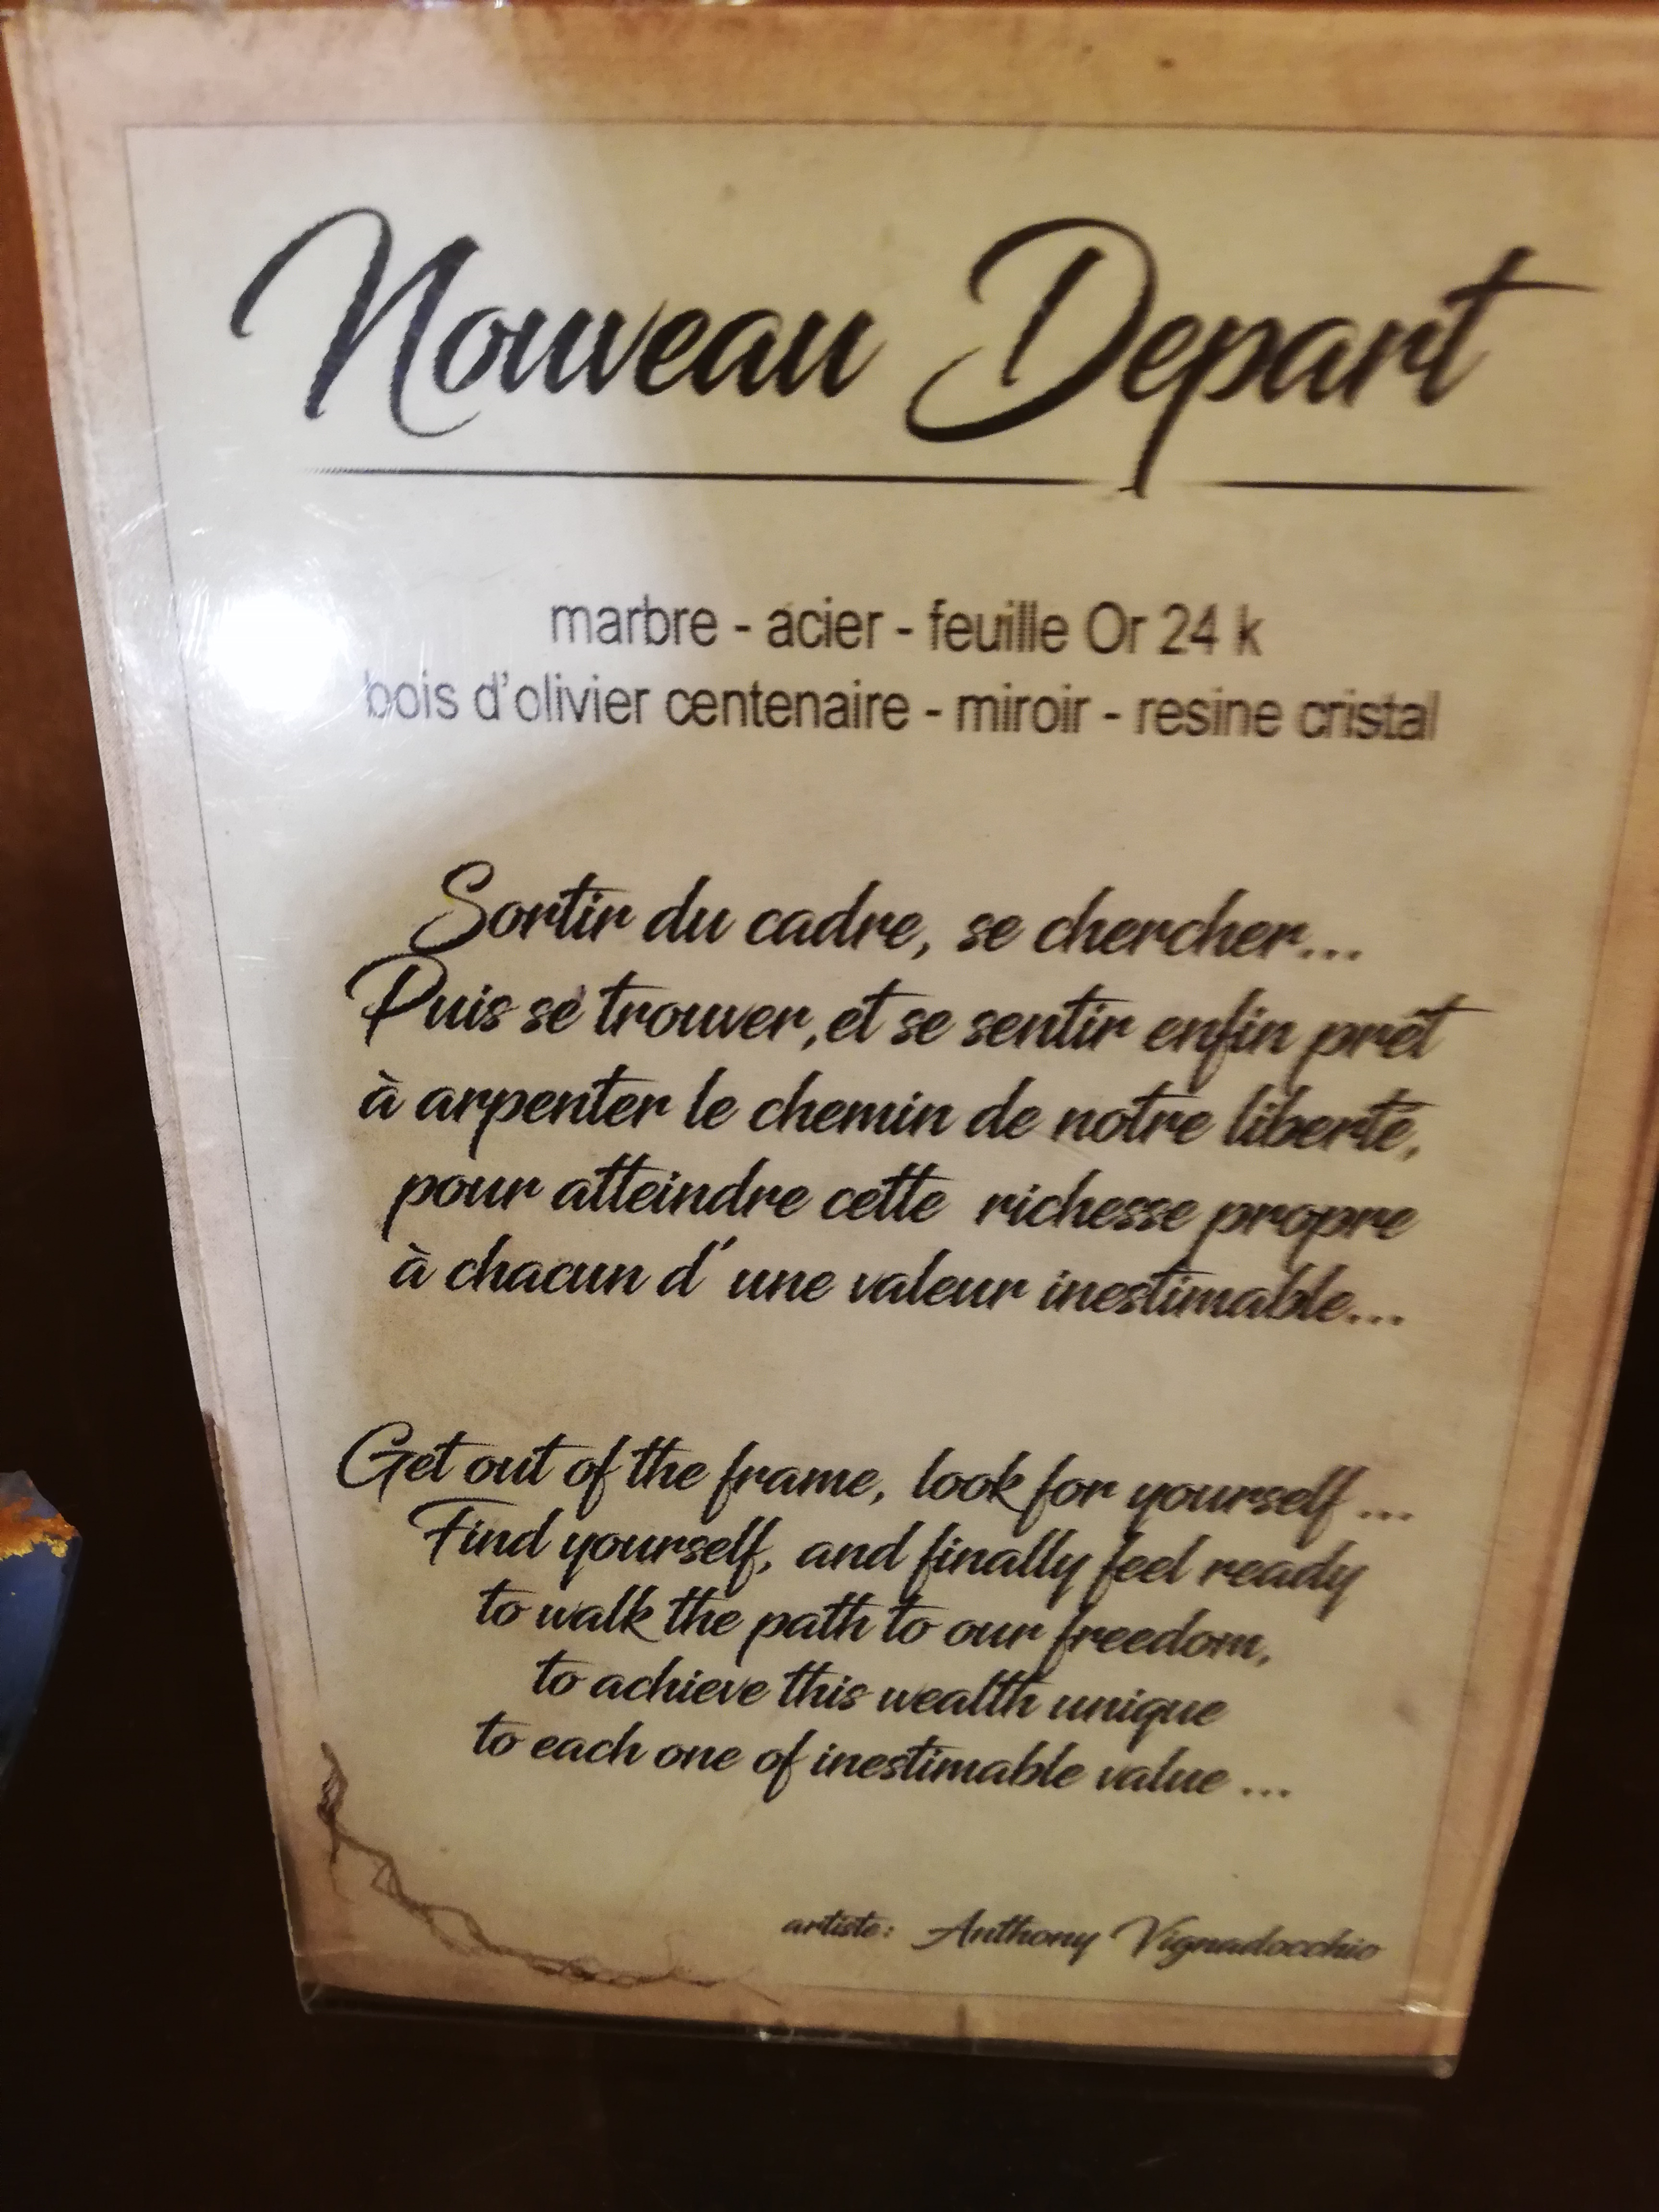 Nouveau Depart
marbre - acier - feuille Or 24 k
bois d'olivier centenaire - miroir - resine cristal
Sortir du cadre, se chercher...
Puis se trouver, et se sentir enfin prêt
à arpenter le chemin de notre liberté,
pour atteindre cette richesse propre
à chacun d' une valeur inestimable...
Get out of the frame, look for yourself ...
Find yourself, and finally feel ready
to walk the path to our freedom,
to achieve this wealth unique
to each one of inestimable value ...
artiste: Anthony Vignadocchio